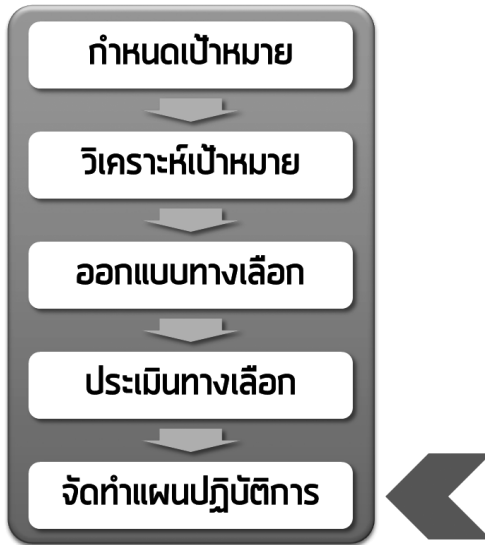 กำหนดเป้าหมาย
วิเคราะห์เป้าหมาย
ออกแบบทางเลือก
ประเมินทางเลือก
จัดทำแผนปฏิบัติการ